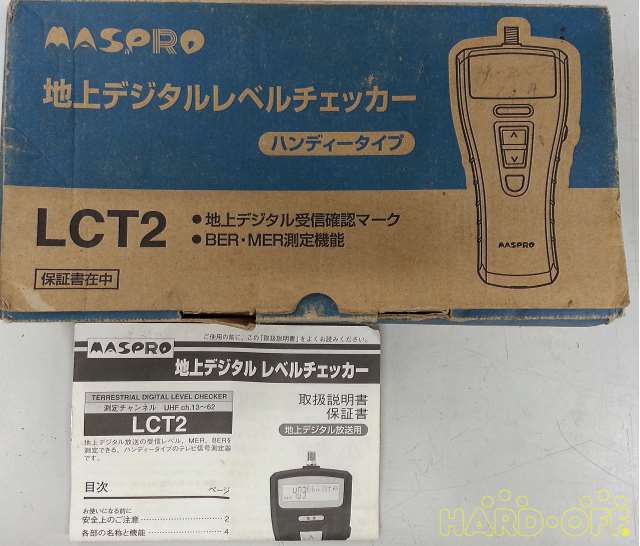 MASPRO
地上デジタルレベルチェッカー
ハンディータイプ
LCT2
●地上デジタル受信確認マーク
●BER・MER測定機能
保証書在中
MASPRO
ご使用の前に、この「取扱説明書」をよくお読みください。
MASPRO
地上デジタル レベルチェッカー
TERRESTRIAL DIGITAL LEVEL CHECKER
測定チャンネル UHF ch.13〜62
LCT2
取扱説明書
保証書
地上デジタル放送用
地上デジタル放送の受信レベル、MER、BERを
測定できる、ハンディータイプのテレビ信号測定器
です。
目次
ページ
お使いになる前に
安全上のご注意 2
各部の名称と機能 4
HARD-OFF